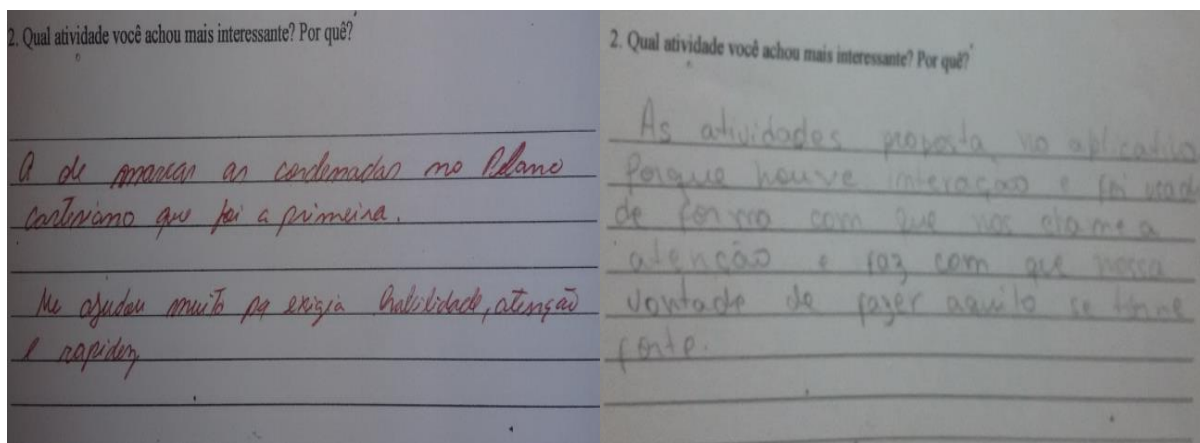 2. Qual atividade você achou mais interessante? Por quê?
A de marcar as cordenadas no Plano
cartesiano que foi a primeira.
Me ajudou muito pq exigia habilidade, atenção
e rapidez
2. Qual atividade você achou mais interessante? Por quê?
As atividades proposta no aplicativo
Porque houve interação e foi usad
de forma com que nos chame a
atenção e faz com que nossa
vontade de fazer aquilo se torne
forte.